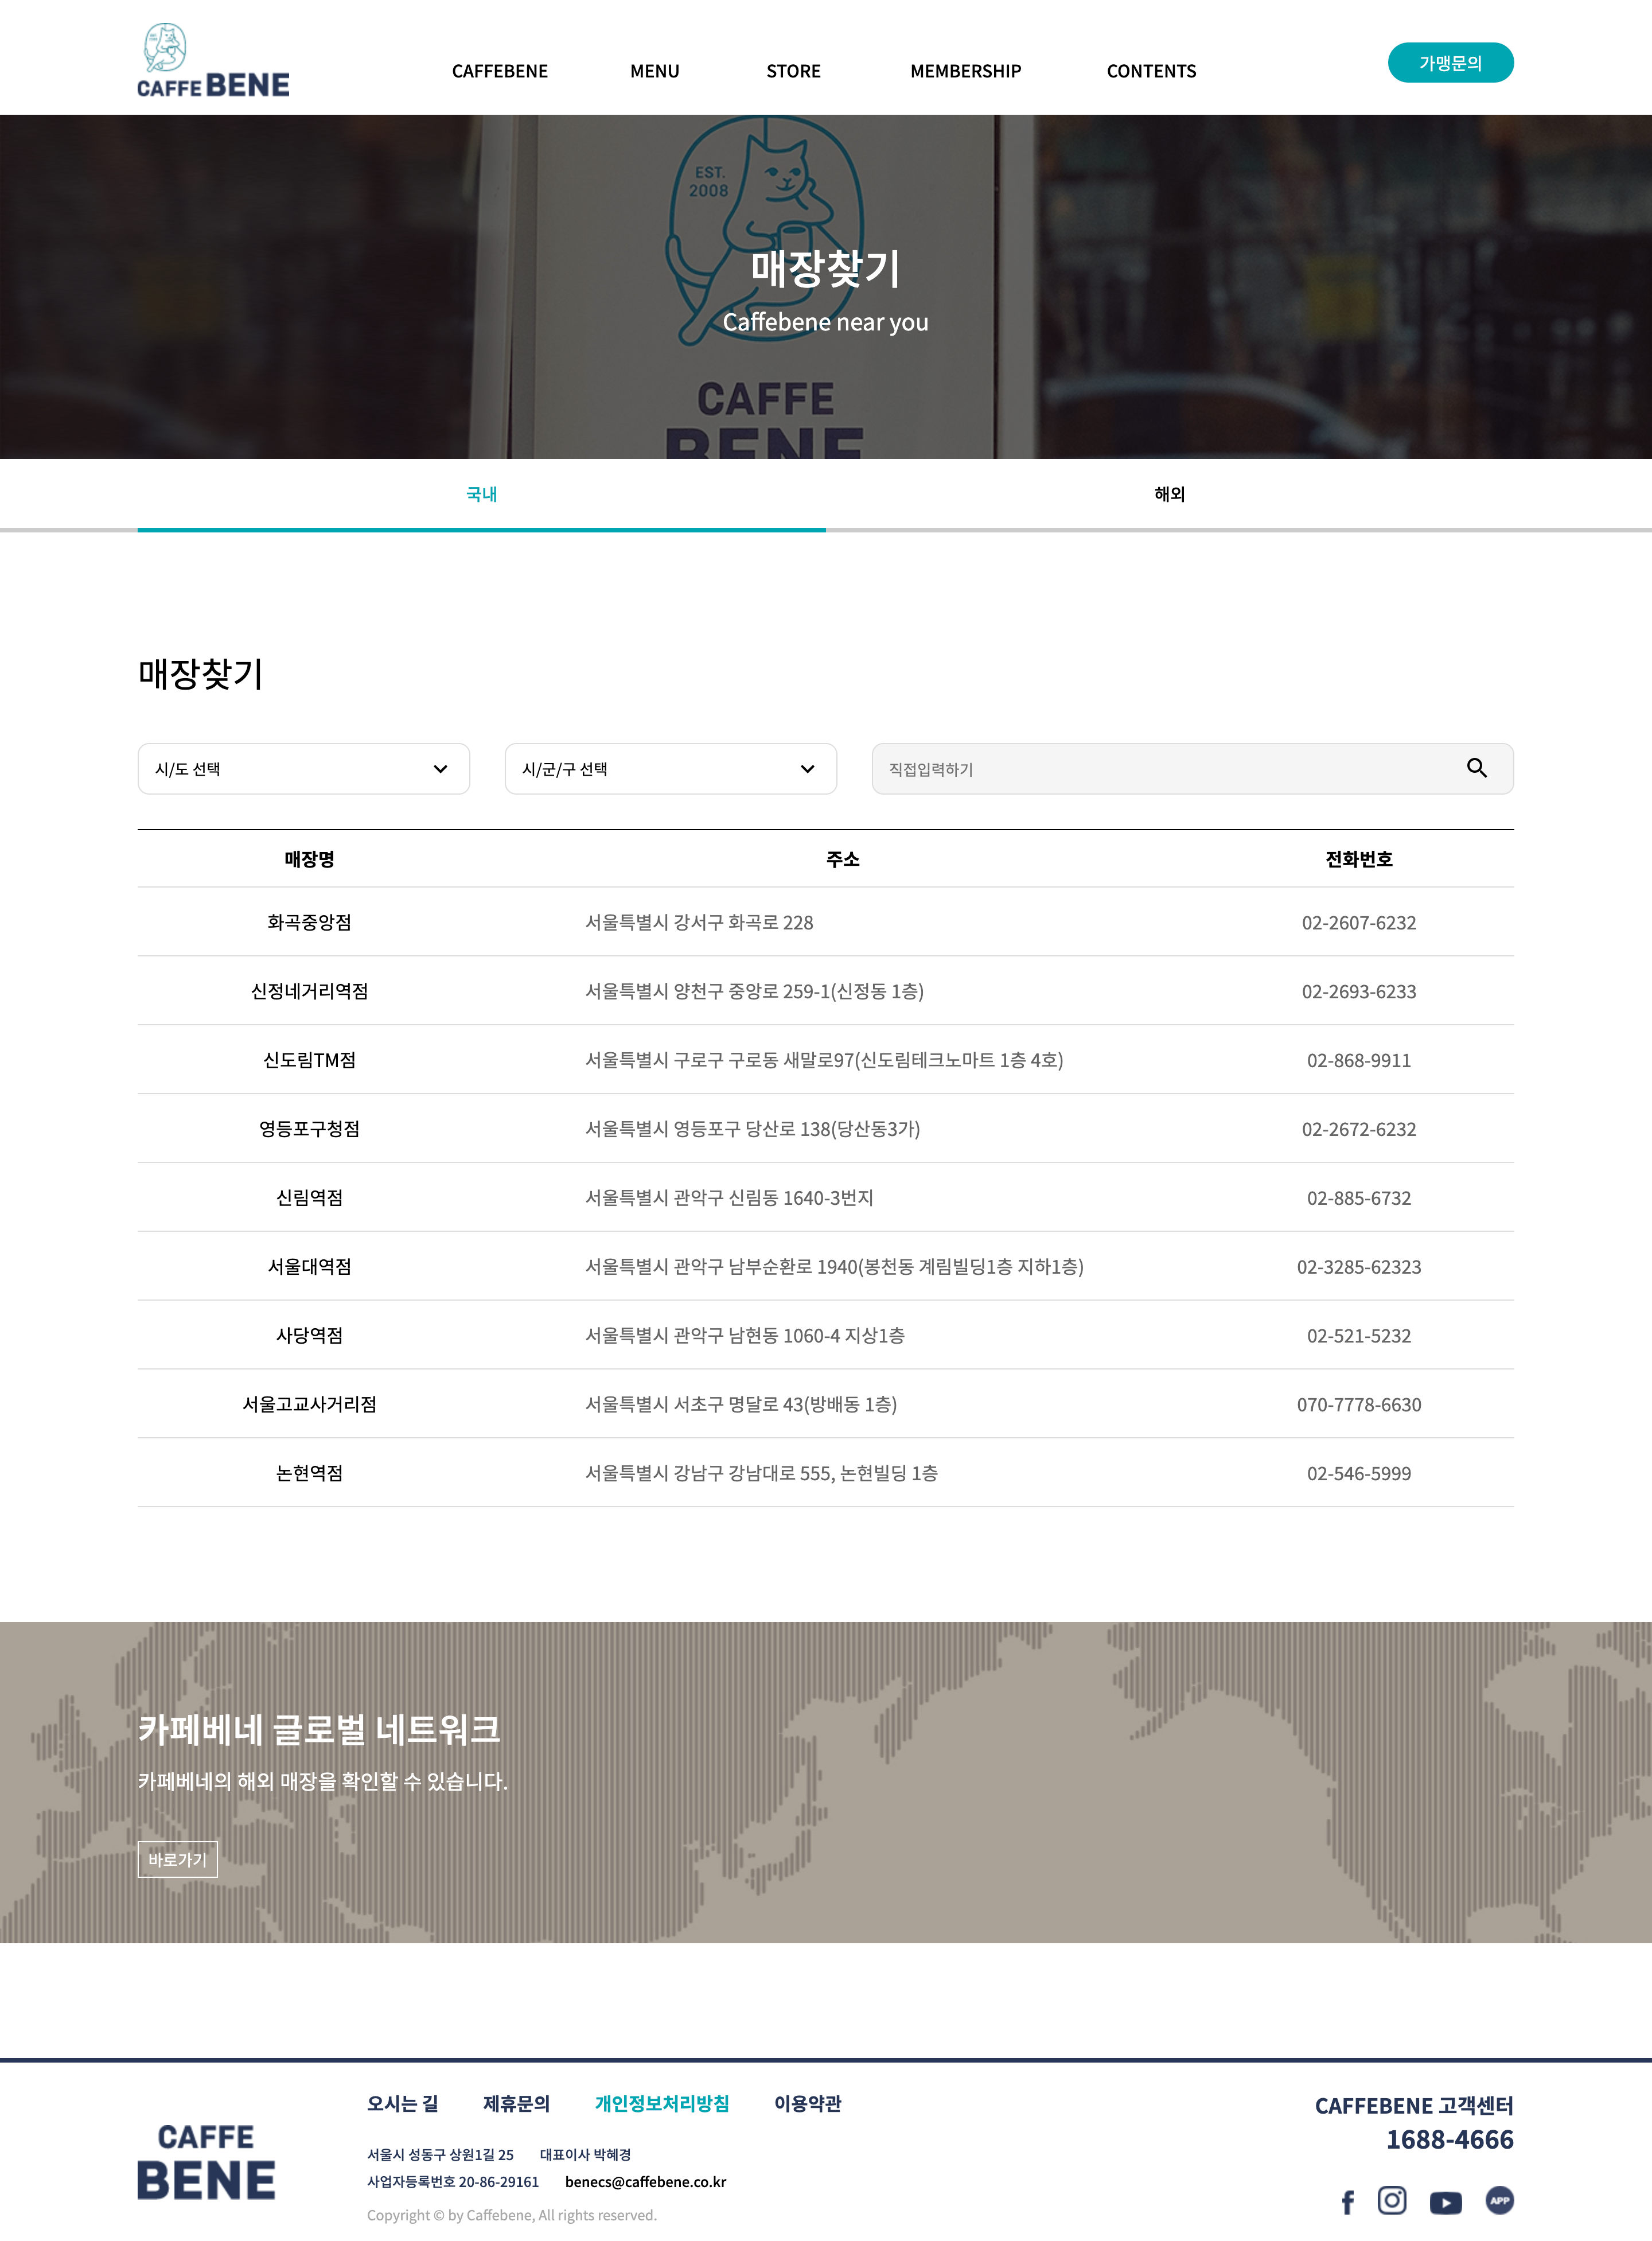 CAFFE BENE
CAFFEBENE
MENU
STORE
MEMBERSHIP
CONTENTS
가맹문의
EST.
2008
매장찾기
Caffebene near you
CAFFE
BENE
국내
해외
매장찾기
시/도 선택
시/군/구 선택
직접입력하기
매장명 주소 전화번호
화곡중앙점 서울특별시 강서구 화곡로 228 02-2607-6232
신정네거리역점 서울특별시 양천구 중앙로 259-1(신정동 1층) 02-2693-6233
신도림TM점 서울특별시 구로구 구로동 새말로97(신도림테크노마트 1층 4호) 02-868-9911
영등포구청점 서울특별시 영등포구 당산로 138(당산동3가) 02-2672-6232
신림역점 서울특별시 관악구 신림동 1640-3번지 02-885-6732
서울대역점 서울특별시 관악구 남부순환로 1940(봉천동 계림빌딩1층 지하1층) 02-3285-62323
사당역점 서울특별시 관악구 남현동 1060-4 지상1층 02-521-5232
서울고교사거리점 서울특별시 서초구 명달로 43(방배동 1층) 070-7778-6630
논현역점 서울특별시 강남구 강남대로 555, 논현빌딩 1층 02-546-5999
카페베네 글로벌 네트워크
카페베네의 해외 매장을 확인할 수 있습니다.
바로가기
CAFFE
BENE
오시는 길 제휴문의 개인정보처리방침 이용약관
서울시 성동구 상원1길 25 대표이사 박혜경
사업자등록번호 20-86-29161 benecs@caffebene.co.kr
Copyright © by Caffebene, All rights reserved.
CAFFEBENE 고객센터
1688-4666
APP